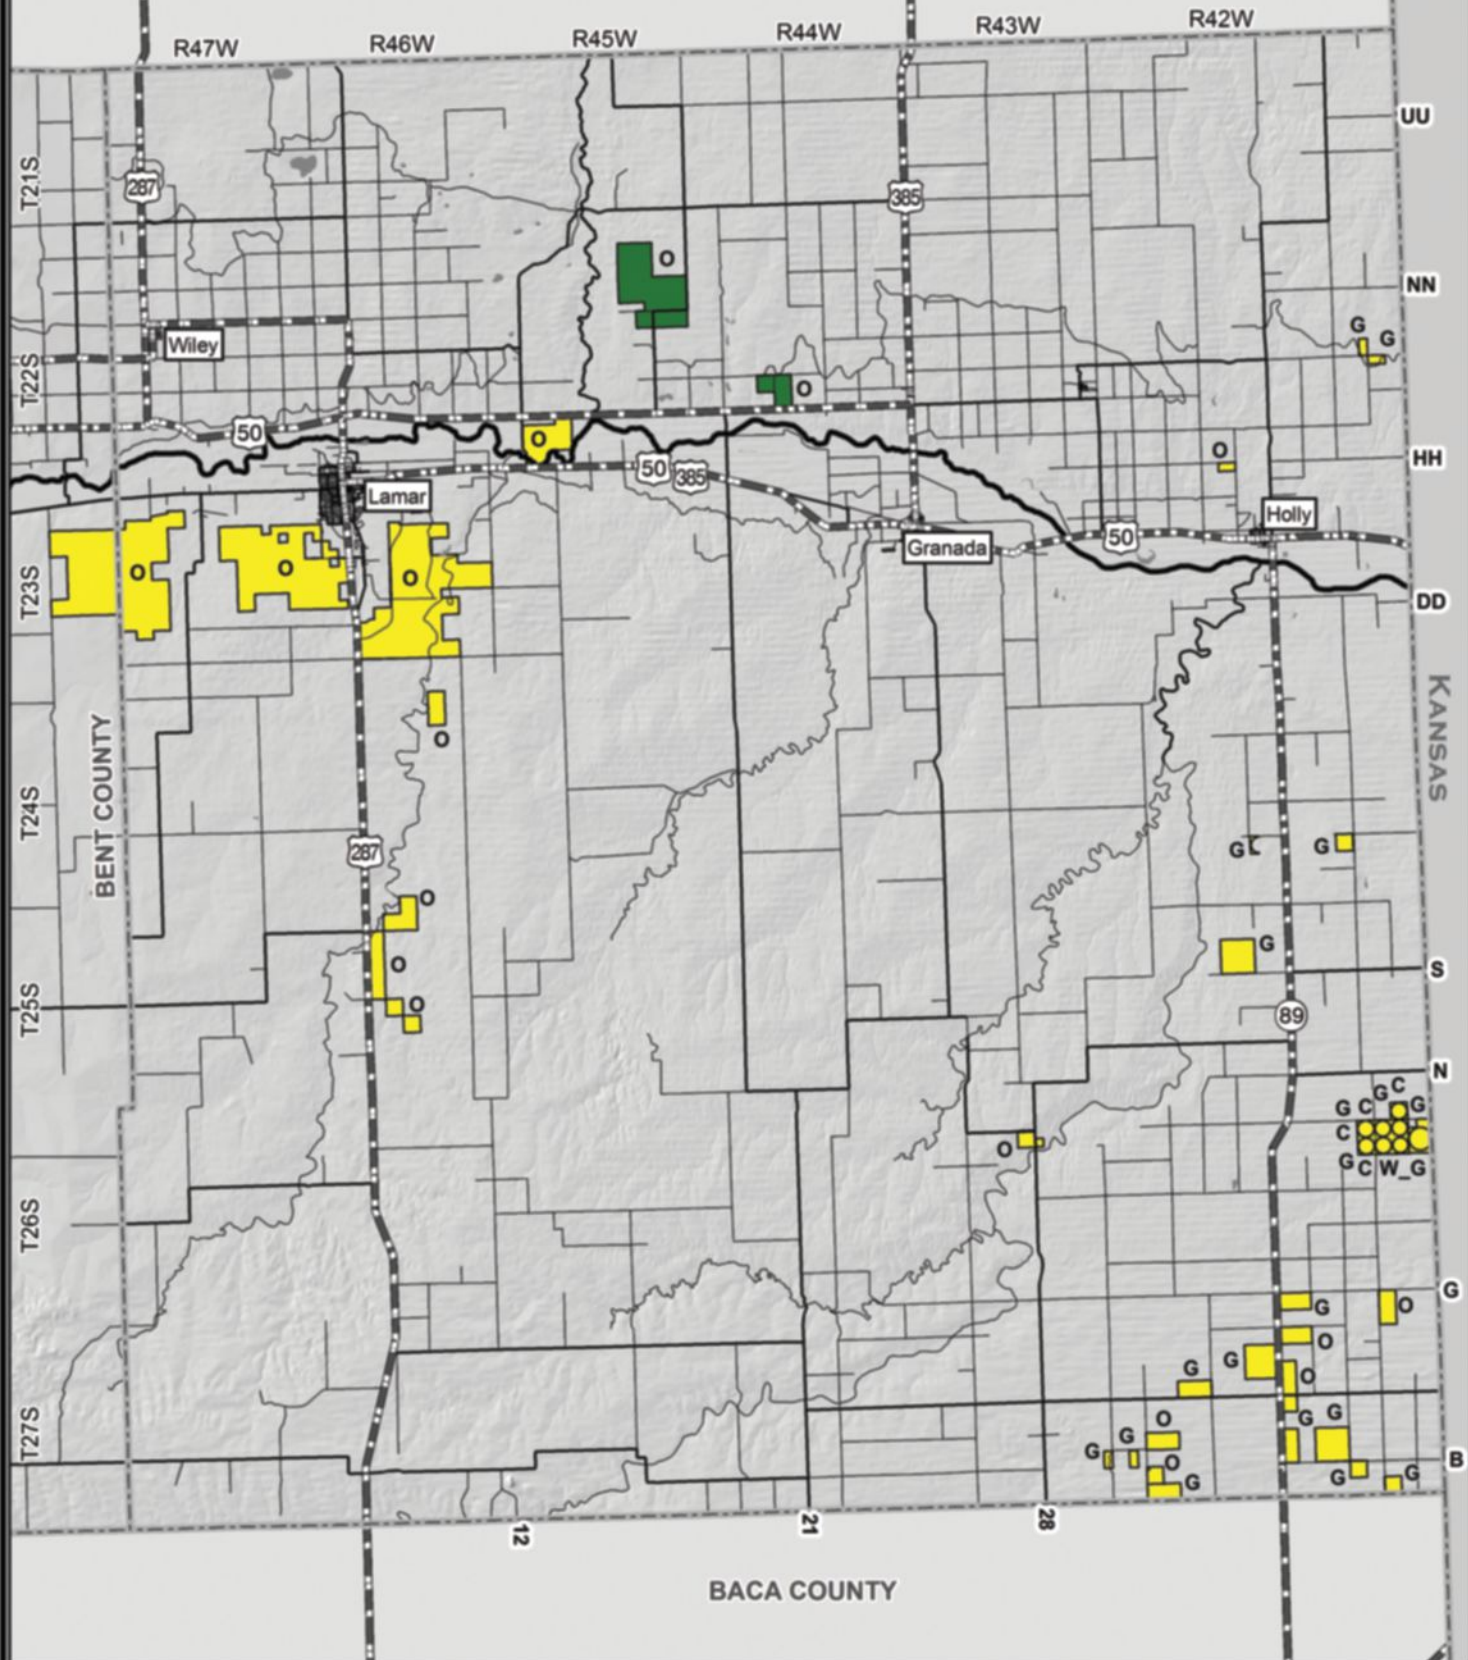 R47W R46W R45W R44W R43W R42W
UU
T21S
287
385
O
NN
Wiley
G
G
T22S
O
50
O
O
HH
50
385
Lamar
Holly
50
Granada
O
O
O
T23S
DD
KANSAS
O
BENT COUNTY
T24S
287
G
G
O
G
O
S
O
T25S
89
N
C
G
G
C
G
C
O
G
C
W_G
T26S
G
G
O
O
G
G
O
T27S
O
G
G
G
G
O
B
G
G
G
12
21
28
BACA COUNTY